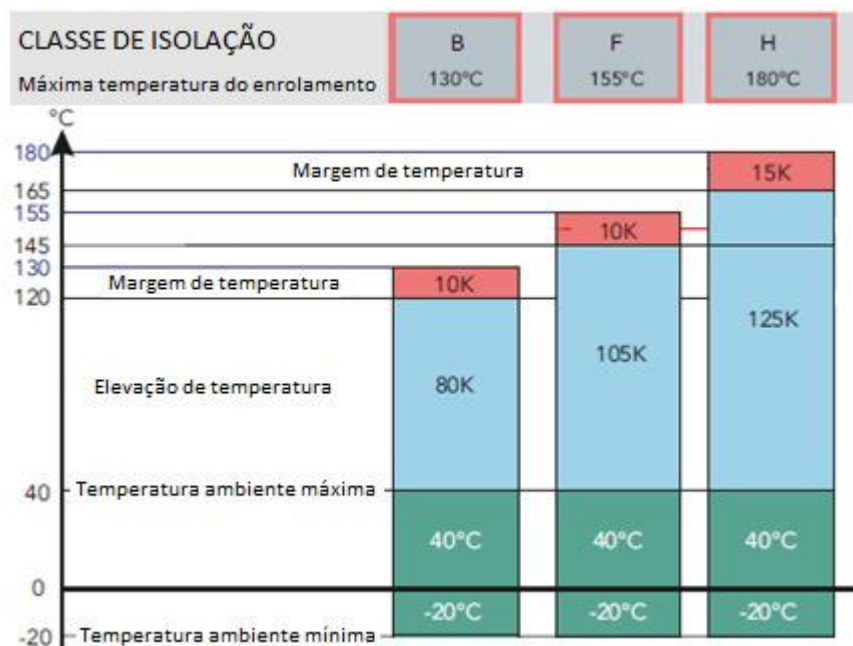 CLASSE DE ISOLAÇÃO
B
F
H
Máxima temperatura do enrolamento
130°C
155°C
180°C
°C
180
Margem de temperatura
15K
165
155
10K
145
130
Margem de temperatura
10K
120
125K
105K
Elevação de temperatura
80K
40
Temperatura ambiente máxima
40°C
40°C
40°C
0
-20°C
-20°C
-20°C
-20
Temperatura ambiente mínima